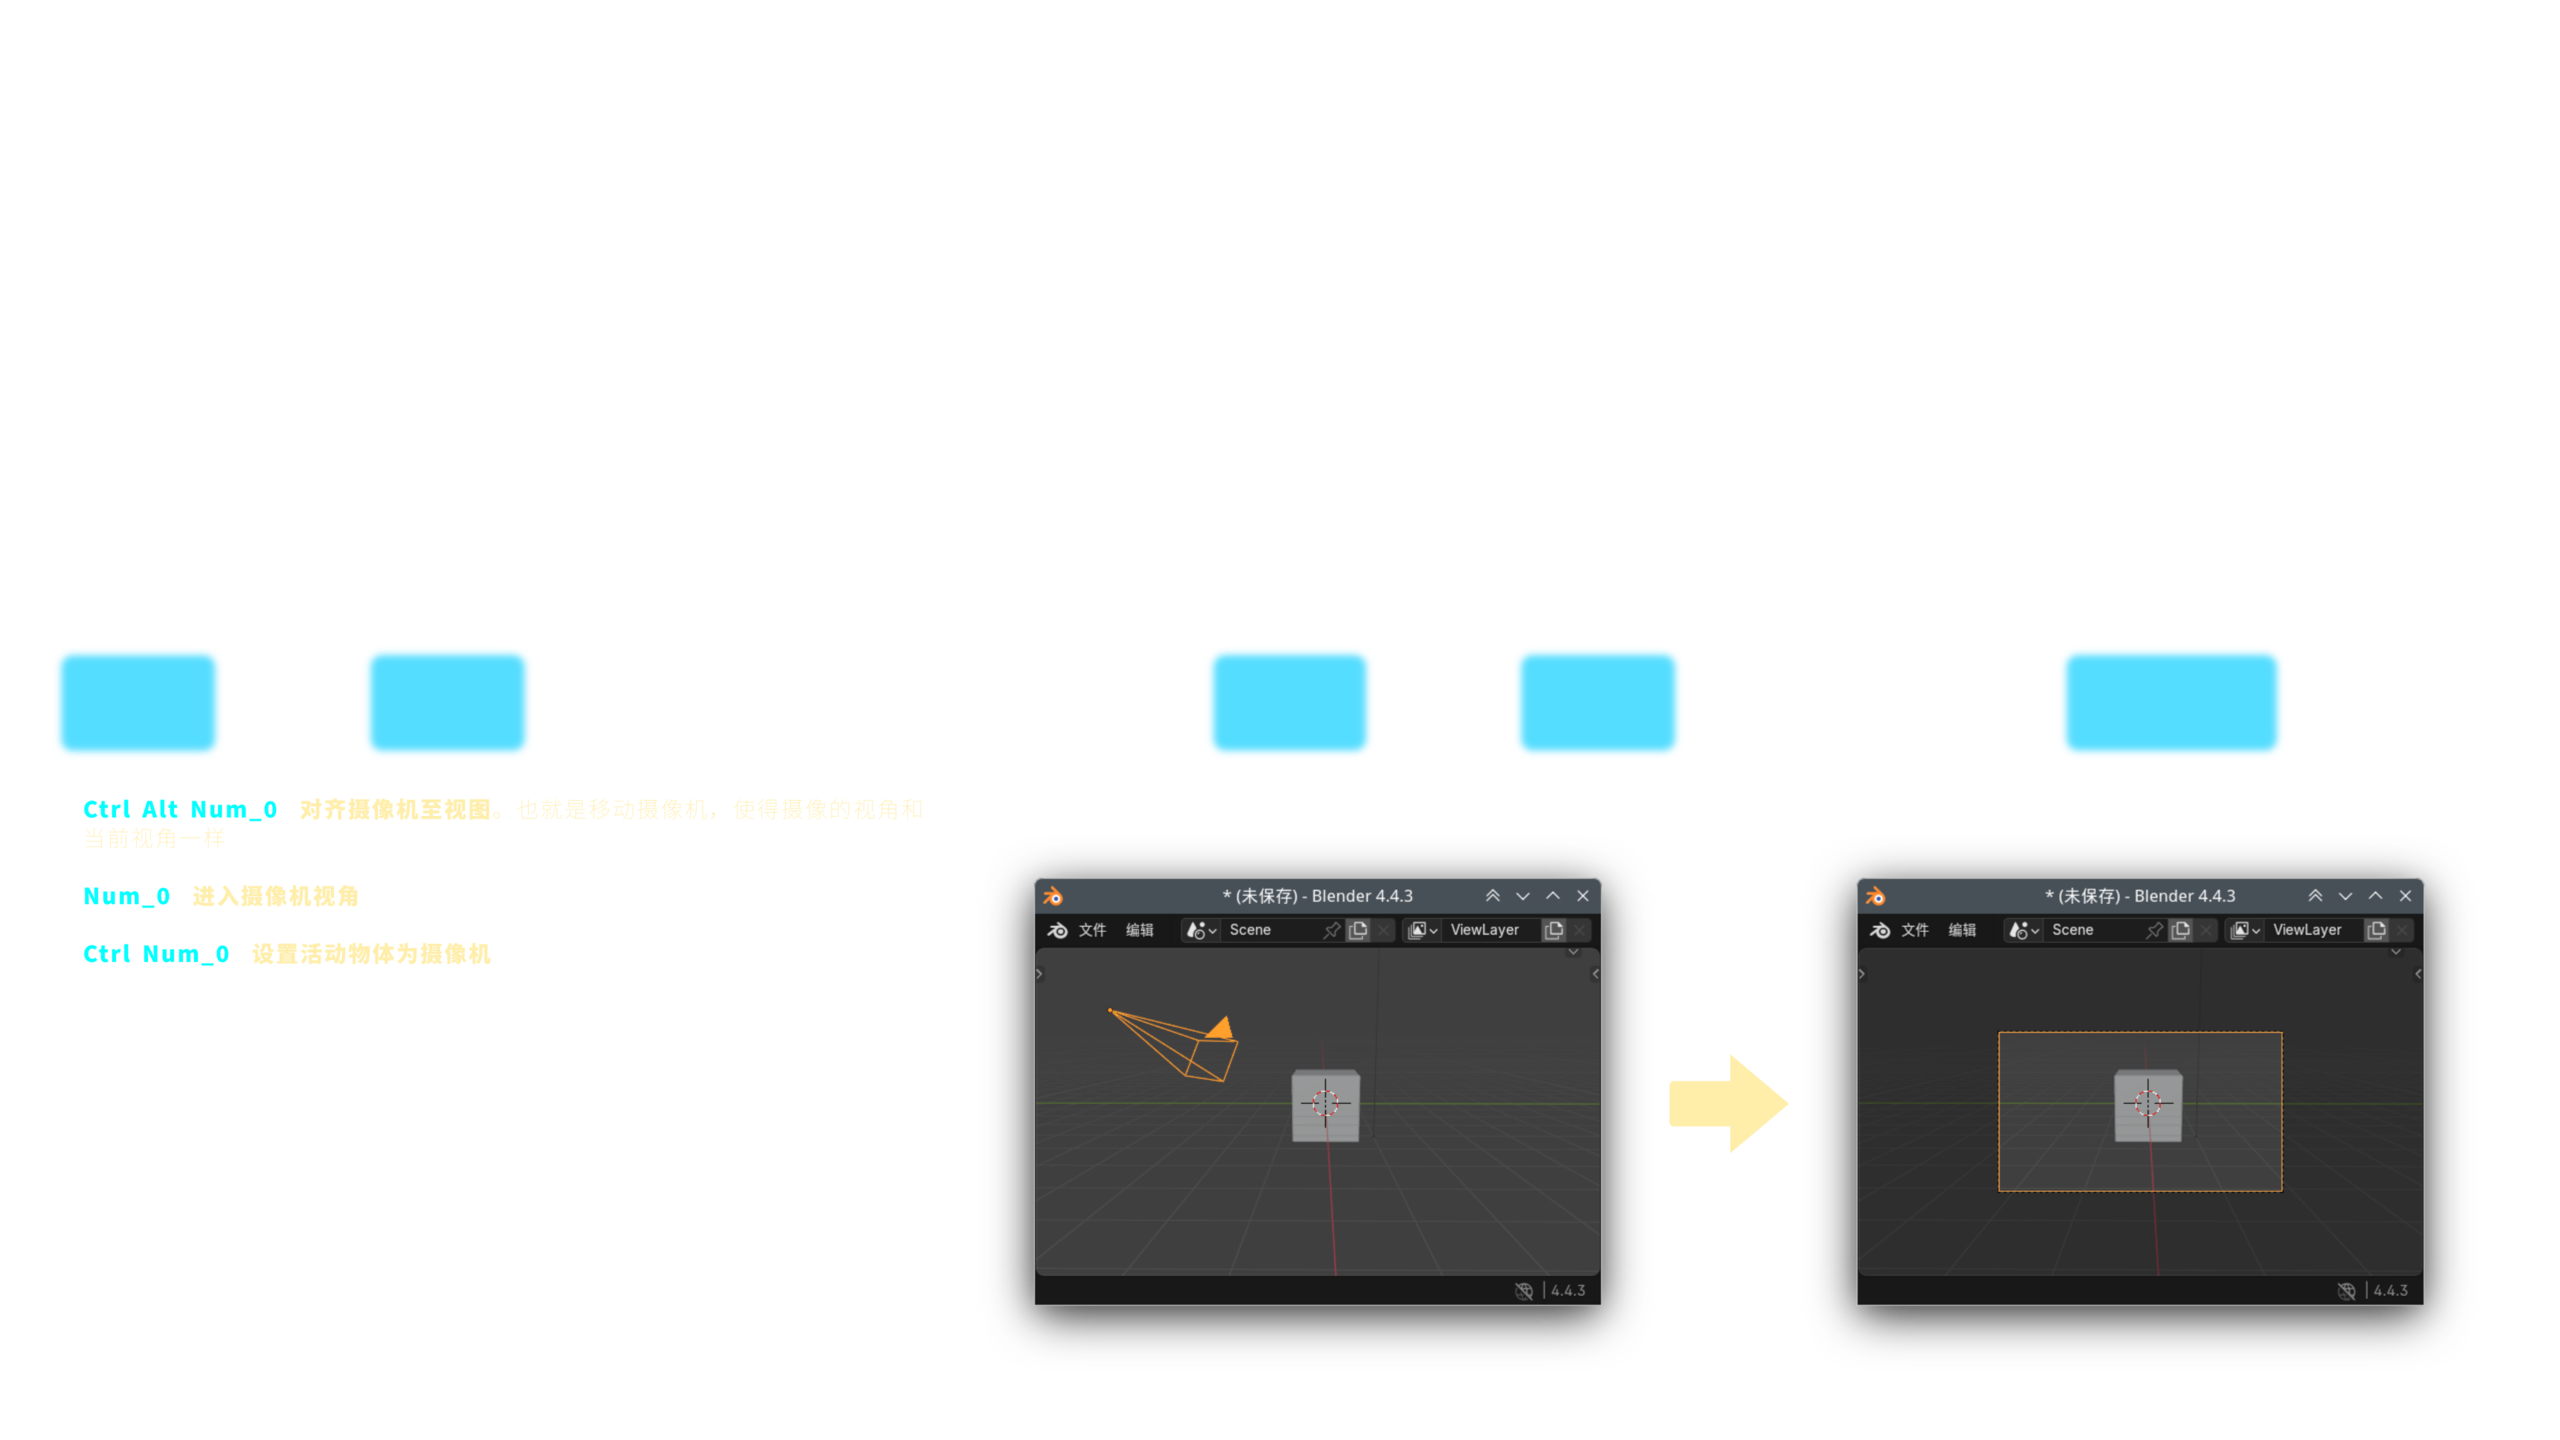 Ctrl Alt Num_0 对齐摄像机至视图。也就是移动摄像机，使得摄像的视角和
当前视角一样
Num_0 进入摄像机视角
Ctrl Num_0 设置活动物体为摄像机
* (未保存) - Blender 4.4.3
文件 编辑 Scene ViewLayer
4.4.3
* (未保存) - Blender 4.4.3
文件 编辑 Scene ViewLayer
4.4.3